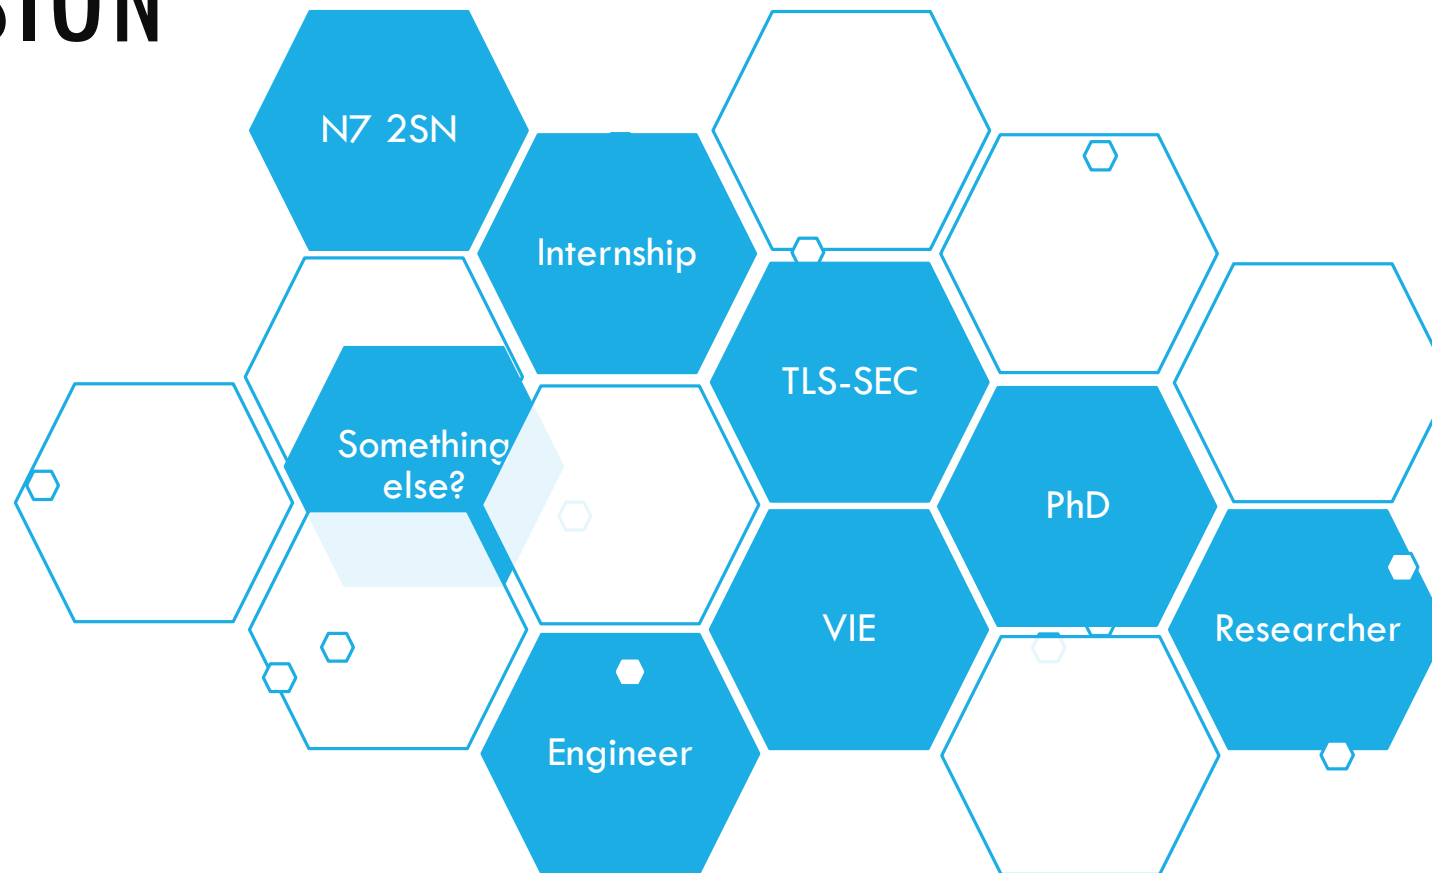 N7 2SN
Internship
TLS-SEC
Something
else?
PhD
VIE
Researcher
Engineer